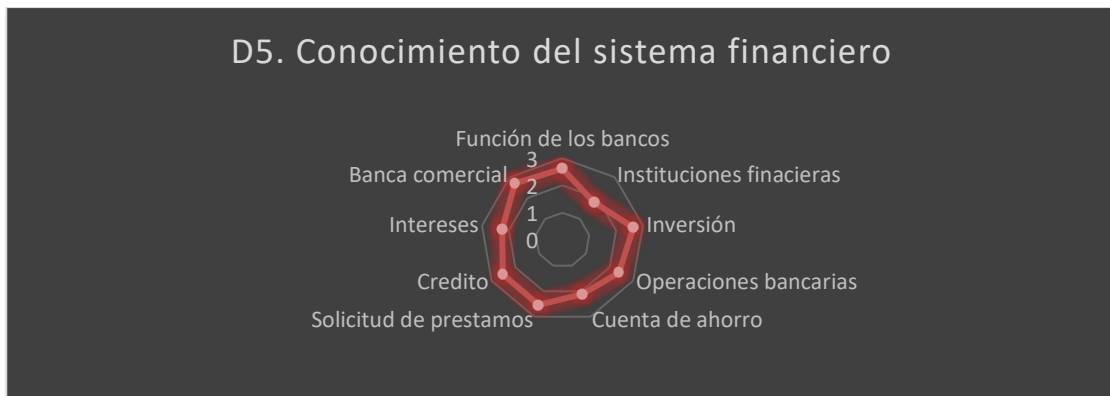 D5. Conocimiento del sistema financiero
Función de los bancos
3
Banca comercial
Instituciones finacieras
2
1
Intereses
Inversión
0
Credito
Operaciones bancarias
Solicitud de prestamos
Cuenta de ahorro